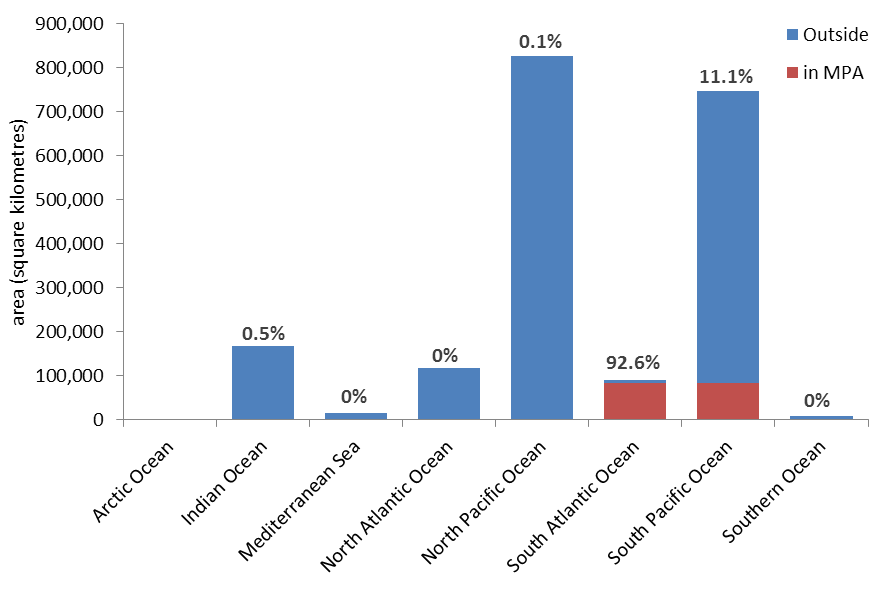 900,000
800,000
700,000
600,000
500,000
400,000
300,000
200,000
100,000
0
area (square kilometres)
0.5%
0%
0%
0.1%
92.6%
11.1%
0%
Outside
in MPA
Arctic Ocean
Indian Ocean
Mediterranean Sea
North Atlantic Ocean
North Pacific Ocean
South Atlantic Ocean
South Pacific Ocean
Southern Ocean